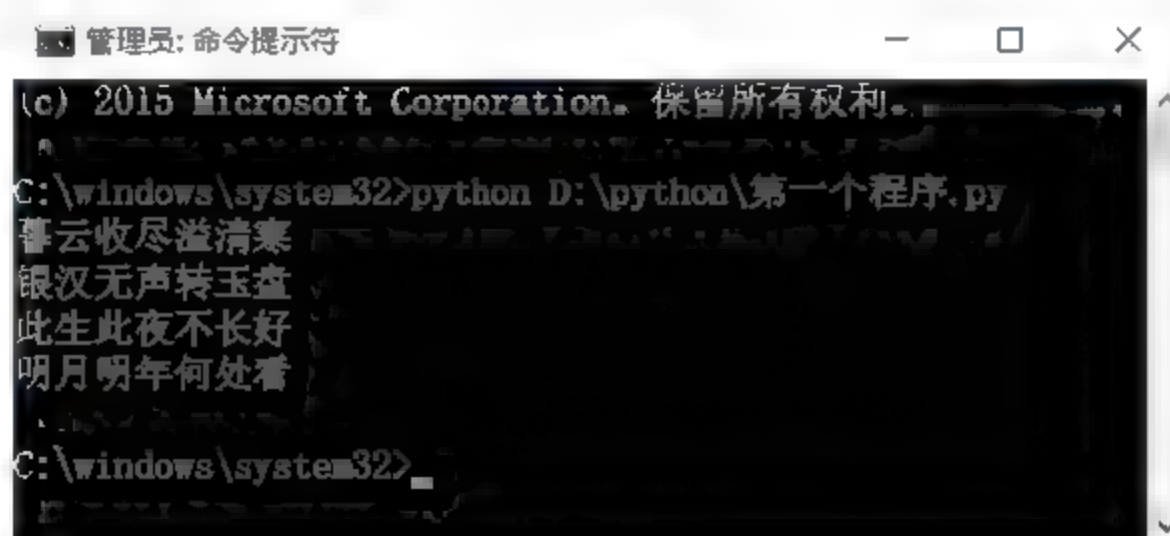 管理员: 命令提示符
(c) 2015 Microsoft Corporation。保留所有权利。
C:\windows\system32>python D:\python\第一个程序.py
暮云收尽溢清寒
银汉无声转玉盘
此生此夜不长好
明月明年何处看
C:\windows\system32>